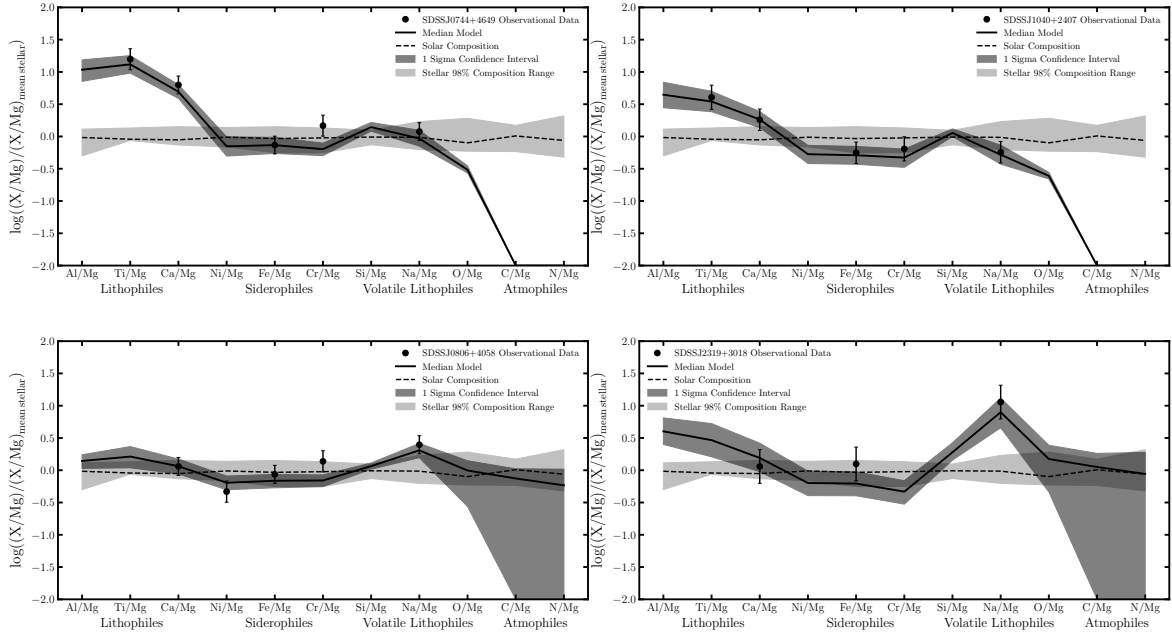 SDSSJ0744+4649 Observational Data
Median Model
Solar Composition
1 Sigma Confidence Interval
Stellar 98% Composition Range
log((X/Mg)/(X/Mg)mean stellar)
2.0
1.5
1.0
0.5
0.0
−0.5
−1.0
−1.5
−2.0
Al/Mg Ti/Mg Ca/Mg Ni/Mg Fe/Mg Cr/Mg Si/Mg Na/Mg O/Mg C/Mg N/Mg
Lithophiles Siderophiles Volatile Lithophiles Atmophiles
SDSSJ1040+2407 Observational Data
Median Model
Solar Composition
1 Sigma Confidence Interval
Stellar 98% Composition Range
log((X/Mg)/(X/Mg)mean stellar)
2.0
1.5
1.0
0.5
0.0
−0.5
−1.0
−1.5
−2.0
Al/Mg Ti/Mg Ca/Mg Ni/Mg Fe/Mg Cr/Mg Si/Mg Na/Mg O/Mg C/Mg N/Mg
Lithophiles Siderophiles Volatile Lithophiles Atmophiles
SDSSJ0806+4058 Observational Data
Median Model
Solar Composition
1 Sigma Confidence Interval
Stellar 98% Composition Range
log((X/Mg)/(X/Mg)mean stellar)
2.0
1.5
1.0
0.5
0.0
−0.5
−1.0
−1.5
−2.0
Al/Mg Ti/Mg Ca/Mg Ni/Mg Fe/Mg Cr/Mg Si/Mg Na/Mg O/Mg C/Mg N/Mg
Lithophiles Siderophiles Volatile Lithophiles Atmophiles
SDSSJ2319+3018 Observational Data
Median Model
Solar Composition
1 Sigma Confidence Interval
Stellar 98% Composition Range
log((X/Mg)/(X/Mg)mean stellar)
2.0
1.5
1.0
0.5
0.0
−0.5
−1.0
−1.5
−2.0
Al/Mg Ti/Mg Ca/Mg Ni/Mg Fe/Mg Cr/Mg Si/Mg Na/Mg O/Mg C/Mg N/Mg
Lithophiles Siderophiles Volatile Lithophiles Atmophiles